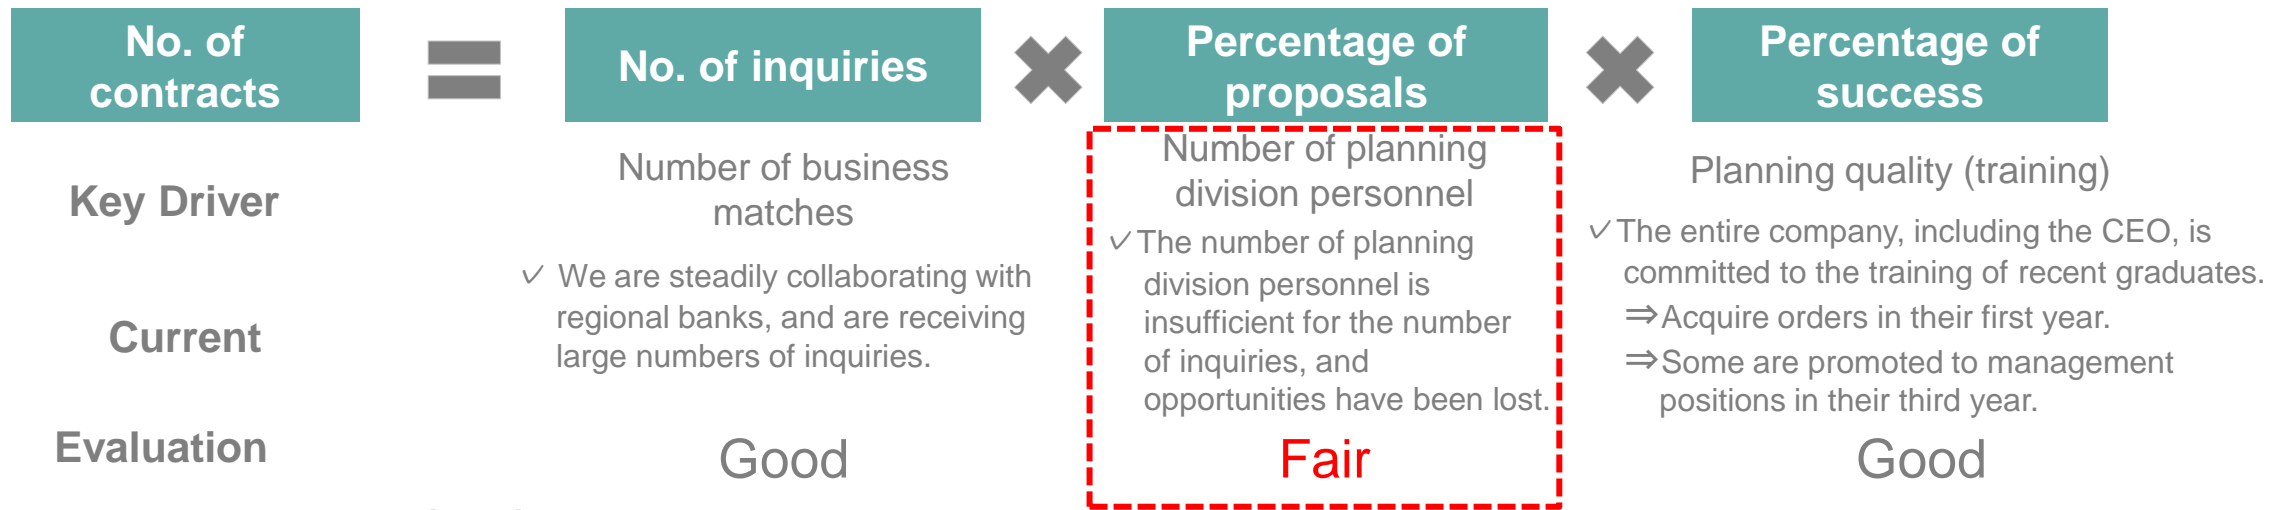 No. of
contracts
No. of inquiries
Percentage of
proposals
Percentage of
success
Key Driver
Number of business
matches
Number of planning
division personnel
Planning quality (training)
Current
✓ We are steadily collaborating with
regional banks, and are receiving
large numbers of inquiries.
✓The number of planning
division personnel is
insufficient for the number
of inquiries, and
opportunities have been lost.
✓The entire company, including the CEO, is
committed to the training of recent graduates.
⇒Acquire orders in their first year.
⇒Some are promoted to management
positions in their third year.
Evaluation
Good
Fair
Good